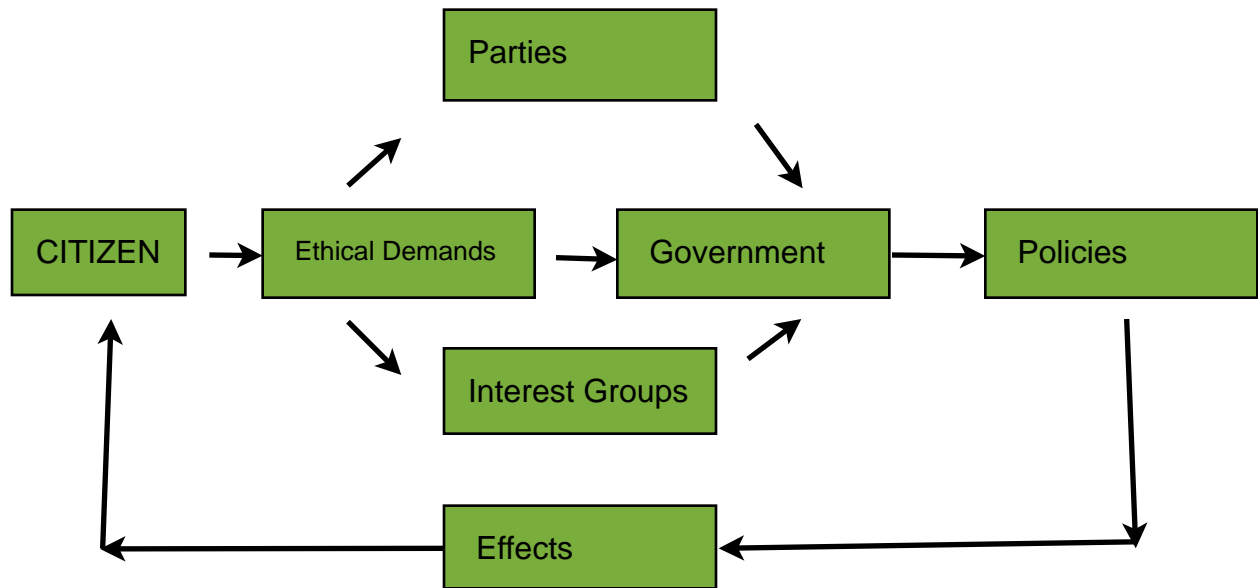 Parties
CITIZEN
Ethical Demands
Government
Policies
Interest Groups
Effects